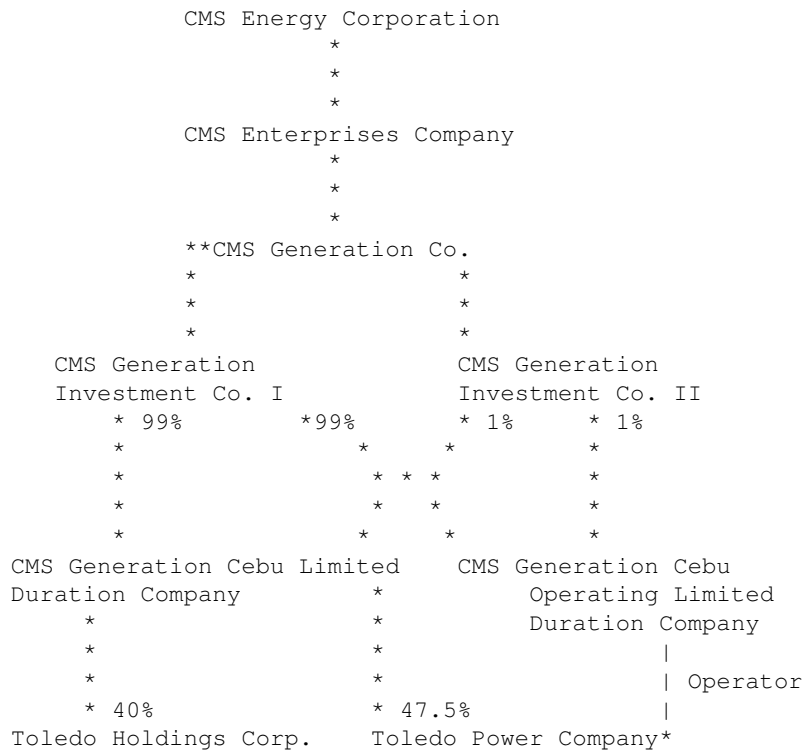 CMS Energy Corporation
*
*
*
CMS Enterprises Company
*
*
*
**CMS Generation Co.
* *
* *
* *
CMS Generation CMS Generation
Investment Co. I Investment Co. II
* 99% *99% * 1% * 1%
* * * *
* * * * *
* * * *
* * * *
CMS Generation Cebu Limited CMS Generation Cebu
Duration Company * Operating Limited
* * Duration Company
* * |
* * | Operator
* 40% * 47.5% |
Toledo Holdings Corp. Toledo Power Company*